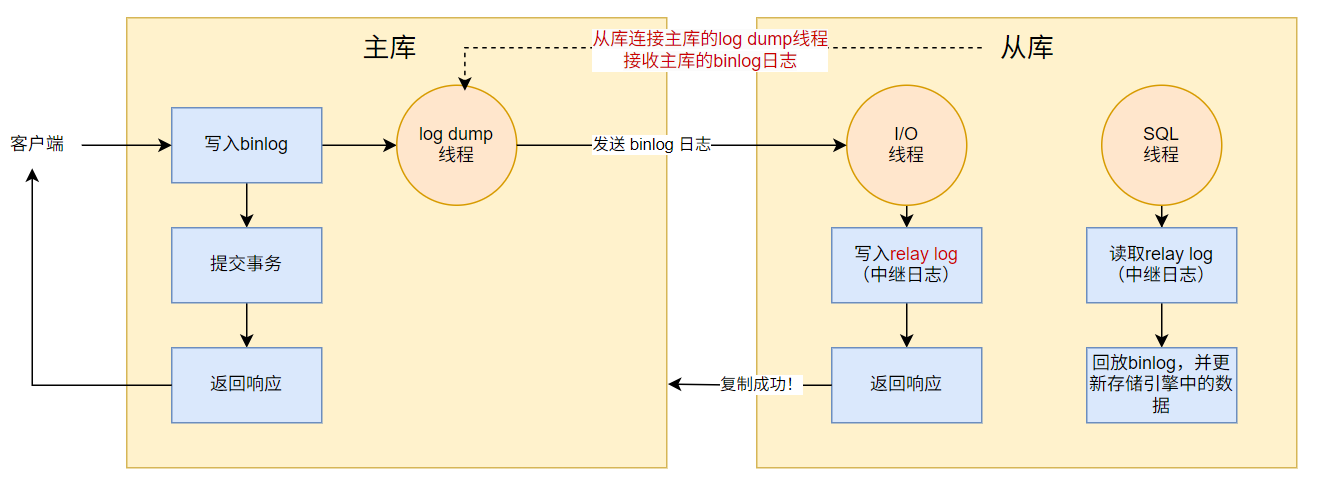 主库
从库连接主库的log dump线程
接收主库的binlog日志
从库
客户端
写入binlog
log dump
线程
发送 binlog 日志
I/O
线程
SQL
线程
提交事务
写入relay log
（中继日志）
读取relay log
（中继日志）
返回响应
复制成功！
返回响应
回放binlog，并更
新存储引擎中的数
据